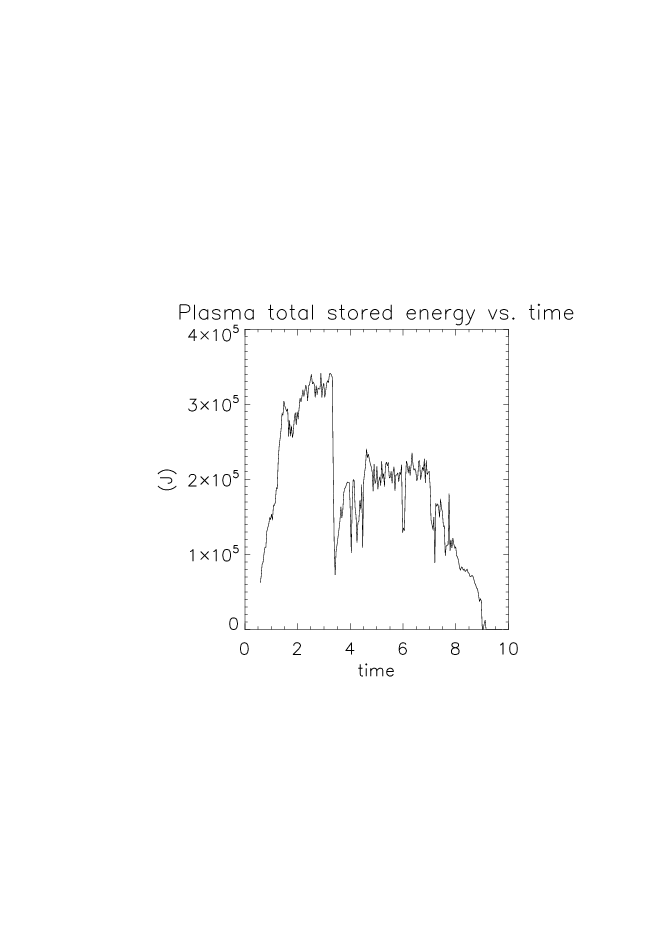 Plasma total stored energy vs. time
4×10⁵
3×10⁵
(J)
2×10⁵
1×10⁵
0
0 2 4 6 8 10
time